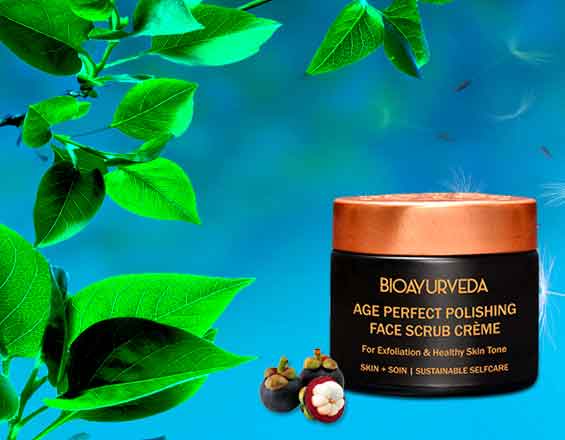 BIOAYURVEDA
AGE PERFECT POLISHING
FACE SCRUB CRÈME
For Exfoliation & Healthy Skin Tone
SKIN + SOIN | SUSTAINABLE SELFCARE